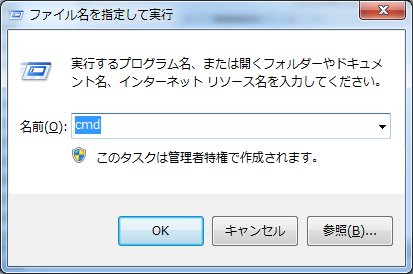 ファイル名を指定して実行
実行するプログラム名、または開くフォルダーやドキュメ
ント名、インターネット リソース名を入力してください。
名前(O): cmd
このタスクは管理者特権で作成されます。
OK キャンセル 参照(B)...